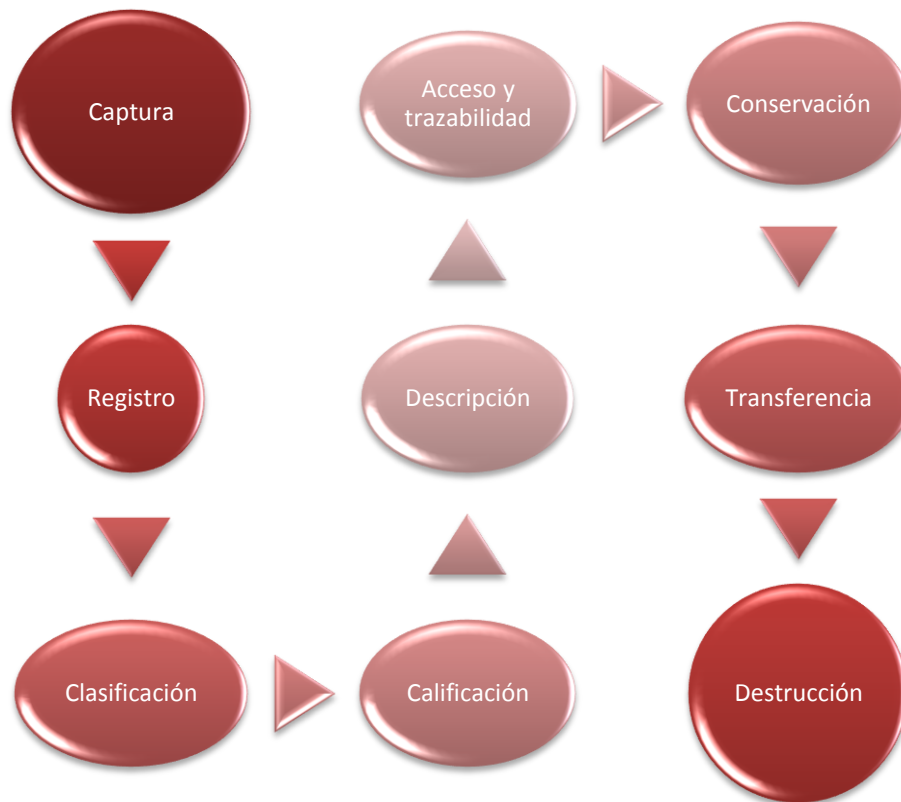 Captura
Registro
Clasificación
Calificación
Descripción
Acceso y
trazabilidad
Conservación
Transferencia
Destrucción